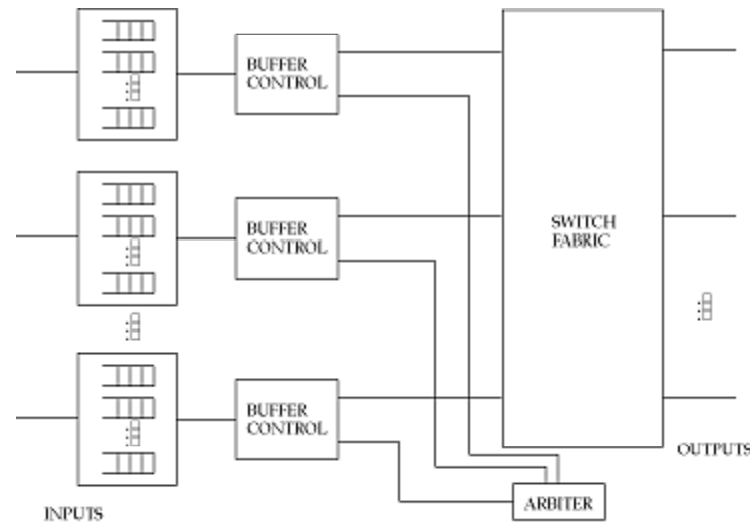 BUFFER
CONTROL
BUFFER
CONTROL
SWITCH
FABRIC
BUFFER
CONTROL
OUTPUTS
ARBITER
INPUTS